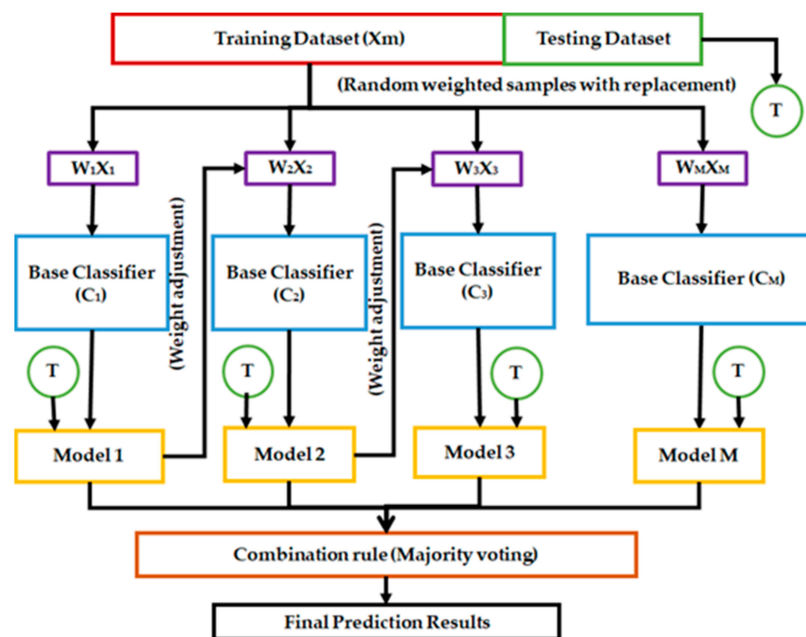 Training Dataset (Xm)
Testing Dataset
(Random weighted samples with replacement)
T
W₁X₁
W₂X₂
W₃X₃
WᴍXᴍ
(Weight adjustment)
(Weight adjustment)
Base Classifier
(C₁)
Base Classifier
(C₂)
Base Classifier
(C₃)
Base Classifier (Cᴍ)
T
T
T
T
Model 1
Model 2
Model 3
Model M
Combination rule (Majority voting)
Final Prediction Results